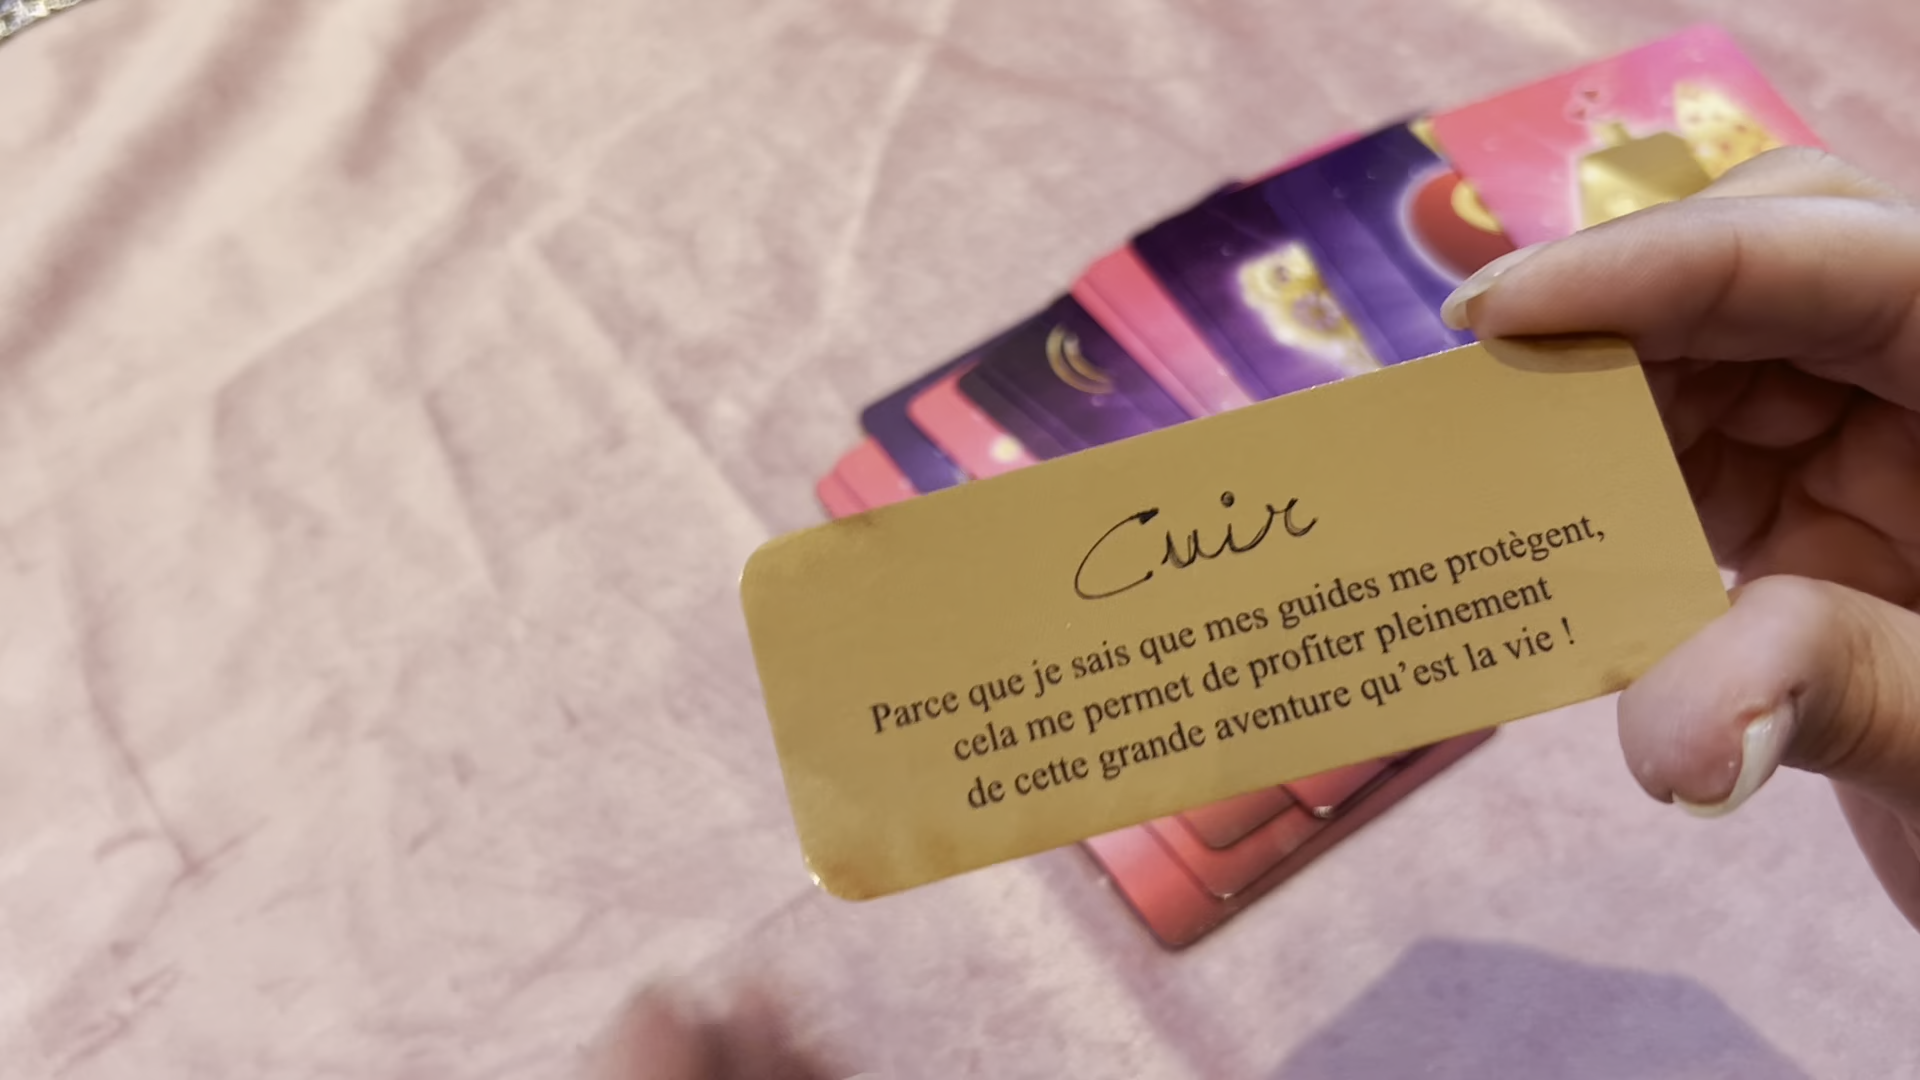 Cuir
Parce que je sais que mes guides me protègent,
cela me permet de profiter pleinement
de cette grande aventure qu’est la vie !